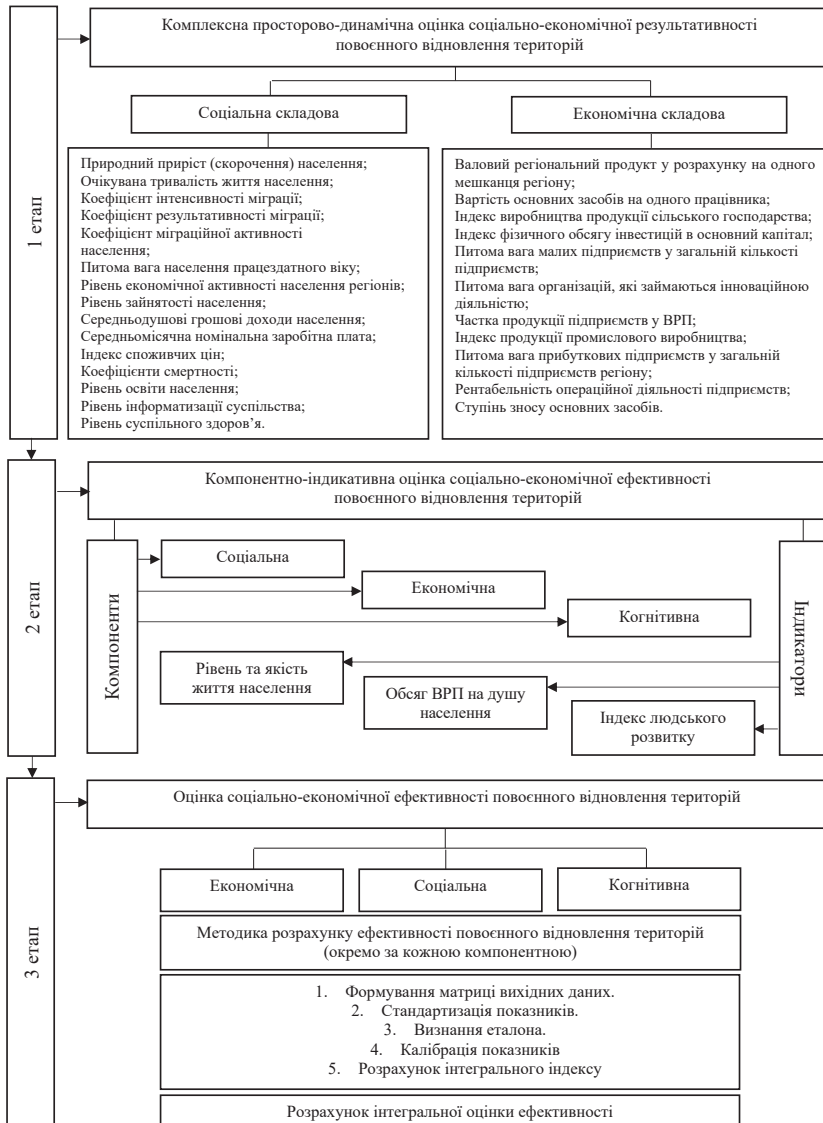 1 етап
Комплексна просторово-динамічна оцінка соціально-економічної результативності
повоєнного відновлення територій
Соціальна складова
Природний приріст (скорочення) населення;
Очікувана тривалість життя населення;
Коефіцієнт інтенсивності міграції;
Коефіцієнт результативності міграції;
Коефіцієнт міграційної активності
населення;
Питома вага населення працездатного віку;
Рівень економічної активності населення регіонів;
Рівень зайнятості населення;
Середньодушові грошові доходи населення;
Середньомісячна номінальна заробітна плата;
Індекс споживчих цін;
Коефіцієнти смертності;
Рівень освіти населення;
Рівень інформатизації суспільства;
Рівень суспільного здоров’я.
Економічна складова
Валовий регіональний продукт у розрахунку на одного
мешканця регіону;
Вартість основних засобів на одного працівника;
Індекс виробництва продукції сільського господарства;
Індекс фізичного обсягу інвестицій в основний капітал;
Питома вага малих підприємств у загальній кількості
підприємств;
Питома вага організацій, які займаються інноваційною
діяльністю;
Частка продукції підприємств у ВРП;
Індекс продукції промислового виробництва;
Питома вага прибуткових підприємств у загальній
кількості підприємств регіону;
Рентабельність операційної діяльності підприємств;
Ступінь зносу основних засобів.
2 етап
Компонентно-індикативна оцінка соціально-економічної ефективності
повоєнного відновлення територій
Компоненти
Соціальна
Економічна
Когнітивна
Індикатори
Рівень та якість
життя населення
Обсяг ВРП на душу
населення
Індекс людського
розвитку
3 етап
Оцінка соціально-економічної ефективності повоєнного відновлення територій
Економічна
Соціальна
Когнітивна
Методика розрахунку ефективності повоєнного відновлення територій
(окремо за кожною компонентною)
1. Формування матриці вихідних даних.
2. Стандартизація показників.
3. Визнання еталона.
4. Калібрація показників
5. Розрахунок інтегрального індексу
Розрахунок інтегральної оцінки ефективності